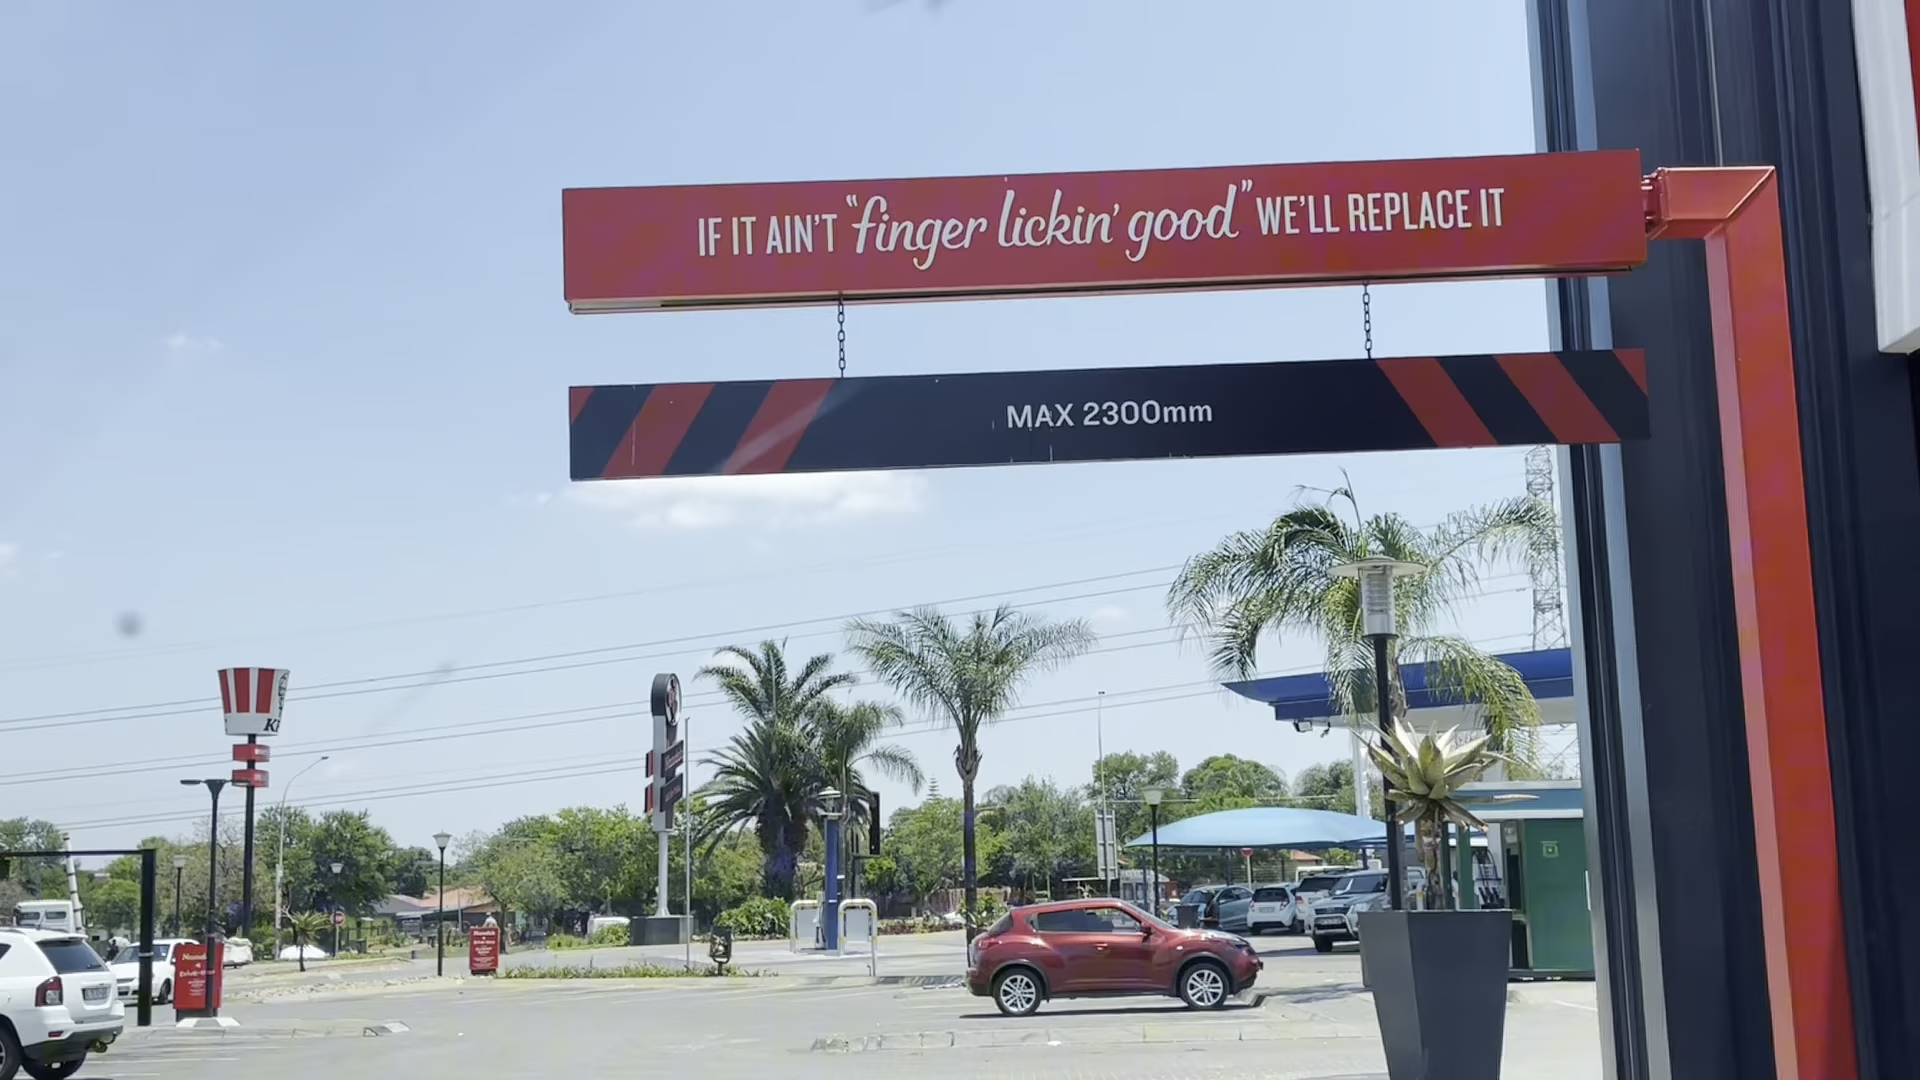 IF IT AIN'T "finger lickin' good" WE'LL REPLACE IT
MAX 2300mm